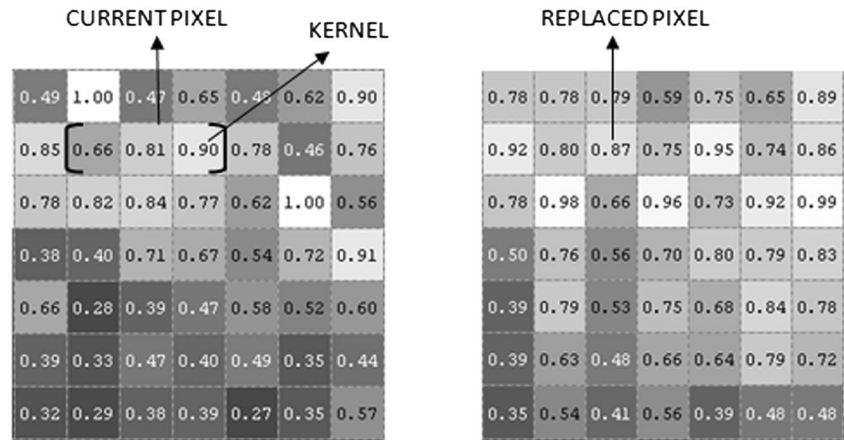 CURRENT PIXEL
KERNEL
REPLACED PIXEL
0.49 1.00 0.47 0.65 0.48 0.62 0.90
0.85 0.66 0.81 0.90 0.78 0.46 0.76
0.78 0.82 0.84 0.77 0.62 1.00 0.56
0.38 0.40 0.71 0.67 0.54 0.72 0.91
0.66 0.28 0.39 0.47 0.58 0.52 0.60
0.39 0.33 0.47 0.40 0.49 0.35 0.44
0.32 0.29 0.38 0.39 0.27 0.35 0.57
0.78 0.78 0.79 0.59 0.75 0.65 0.89
0.92 0.80 0.87 0.75 0.95 0.74 0.86
0.78 0.98 0.66 0.96 0.73 0.92 0.99
0.50 0.76 0.56 0.70 0.80 0.79 0.83
0.39 0.79 0.53 0.75 0.68 0.84 0.78
0.39 0.63 0.48 0.66 0.64 0.79 0.72
0.35 0.54 0.41 0.56 0.39 0.48 0.48